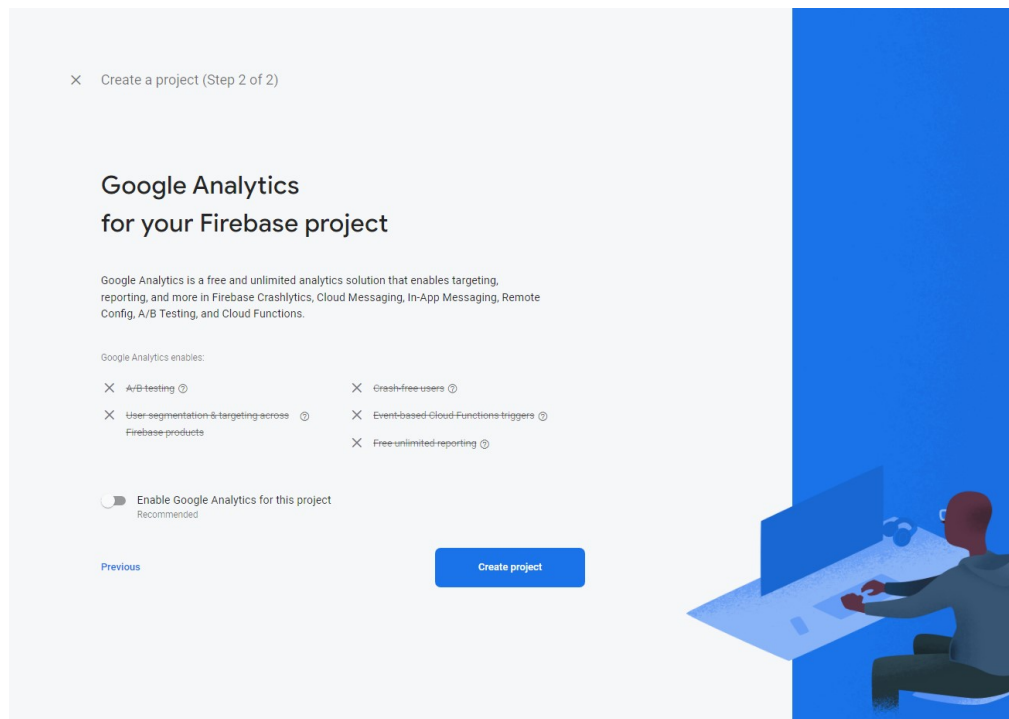 Create a project (Step 2 of 2)
Google Analytics
for your Firebase project
Google Analytics is a free and unlimited analytics solution that enables targeting,
reporting, and more in Firebase Crashlytics, Cloud Messaging, In-App Messaging, Remote
Config, A/B Testing, and Cloud Functions.
Google Analytics enables:
A/B testing
User segmentation & targeting across
Firebase products
Crash-free users
Event-based Cloud Functions triggers
Free unlimited reporting
Enable Google Analytics for this project
Recommended
Previous
Create project